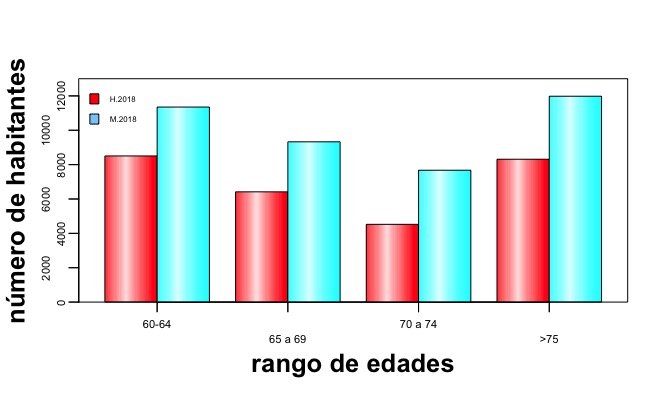 número de habitantes
12000
10000
8000
6000
4000
2000
0
H.2018
M.2018
60-64
65 a 69
70 a 74
>75
rango de edades